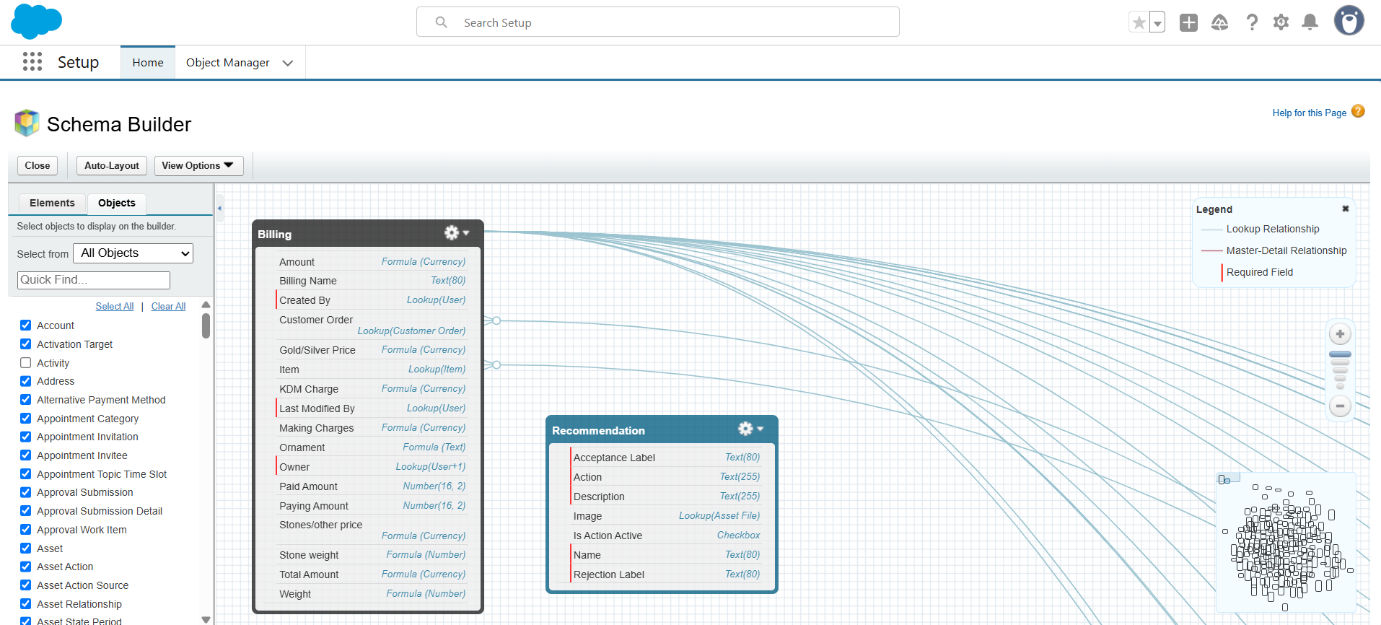 Search Setup
Setup
Home
Object Manager
Schema Builder
Help for this Page ?
Close
Auto-Layout
View Options
Elements
Objects
Select objects to display on the builder.
Select from All Objects
Quick Find...
Select All | Clear All
Account
Activation Target
Activity
Address
Alternative Payment Method
Appointment Category
Appointment Invitation
Appointment Invitee
Appointment Topic Time Slot
Approval Submission
Approval Submission Detail
Approval Work Item
Asset
Asset Action
Asset Action Source
Asset Relationship
Asset State Period
Billing
Amount Formula (Currency)
Billing Name Text(80)
Created By Lookup(User)
Customer Order
Lookup(Customer Order)
Gold/Silver Price Formula (Currency)
Item Lookup(Item)
KDM Charge Formula (Currency)
Last Modified By Lookup(User)
Making Charges Formula (Currency)
Ornament Formula (Text)
Owner Lookup(User+1)
Paid Amount Number(16, 2)
Paying Amount Number(16, 2)
Stones/other price
Formula (Currency)
Stone weight Formula (Number)
Total Amount Formula (Currency)
Weight Formula (Number)
Recommendation
Acceptance Label Text(80)
Action Text(255)
Description Text(255)
Image Lookup(Asset File)
Is Action Active Checkbox
Name Text(80)
Rejection Label Text(80)
Legend
Lookup Relationship
Master-Detail Relationship
Required Field